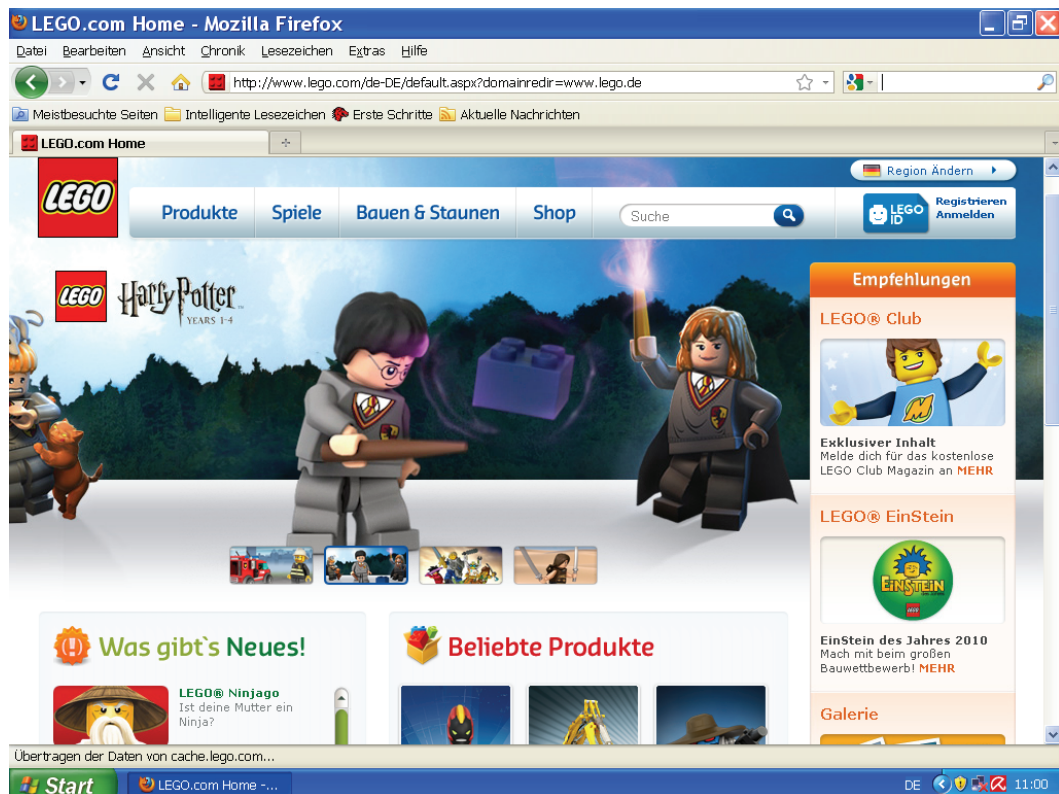 LEGO.com Home - Mozilla Firefox
Datei Bearbeiten Ansicht Chronik Lesezeichen Extras Hilfe
http://www.lego.com/de-DE/default.aspx?domainredir=www.lego.de
Meistbesuchte Seiten Intelligente Lesezeichen Erste Schritte Aktuelle Nachrichten
LEGO.com Home
Region Ändern
LEGO
Produkte Spiele Bauen & Staunen Shop Suche
LEGO ID
Registrieren
Anmelden
LEGO Harry Potter
YEARS 1-4
Empfehlungen
LEGO® Club
Exklusiver Inhalt
Melde dich für das kostenlose
LEGO Club Magazin an MEHR
LEGO® EinStein
EINSTEIN
EinStein des Jahres 2010
Mach mit beim großen
Bauwettbewerb! MEHR
Galerie
Was gibt`s Neues!
LEGO® Ninjago
Ist deine Mutter ein
Ninja?
Beliebte Produkte
Übertragen der Daten von cache.lego.com...
Start LEGO.com Home -... DE 11:00